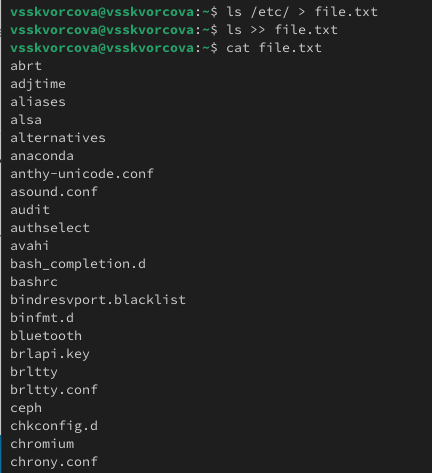 vsskvorcova@vsskvorcova:~$ ls /etc/ > file.txt
vsskvorcova@vsskvorcova:~$ ls >> file.txt
vsskvorcova@vsskvorcova:~$ cat file.txt
abrt
adjtime
aliases
alsa
alternatives
anaconda
anthy-unicode.conf
asound.conf
audit
authselect
avahi
bash_completion.d
bashrc
bindresvport.blacklist
binfmt.d
bluetooth
brlapi.key
brltty
brltty.conf
ceph
chkconfig.d
chromium
chrony.conf